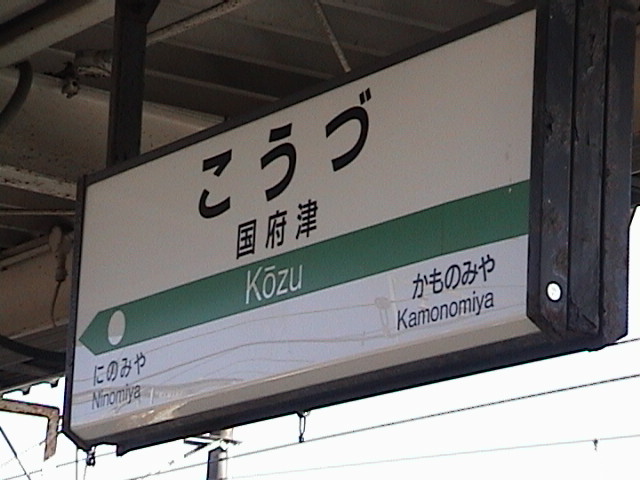 こうづ
国府津
Kōzu
かものみや
Kamonomiya
にのみや
Ninomiya